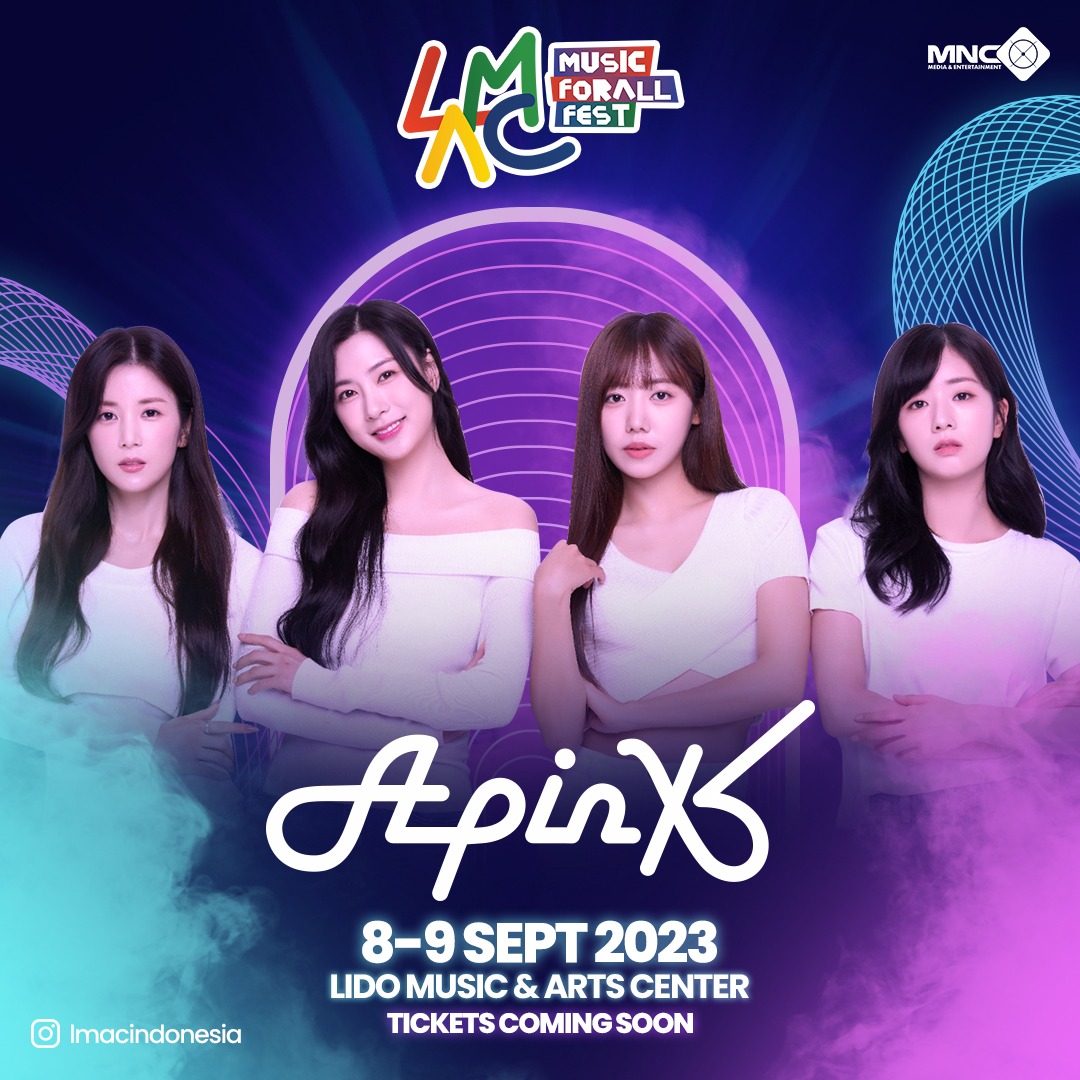 LMAC
MUSIC
FORALL
FEST
MNC
MEDIA & ENTERTAINMENT
Apink
8-9 SEPT 2023
LIDO MUSIC & ARTS CENTER
TICKETS COMING SOON
lmacindonesia